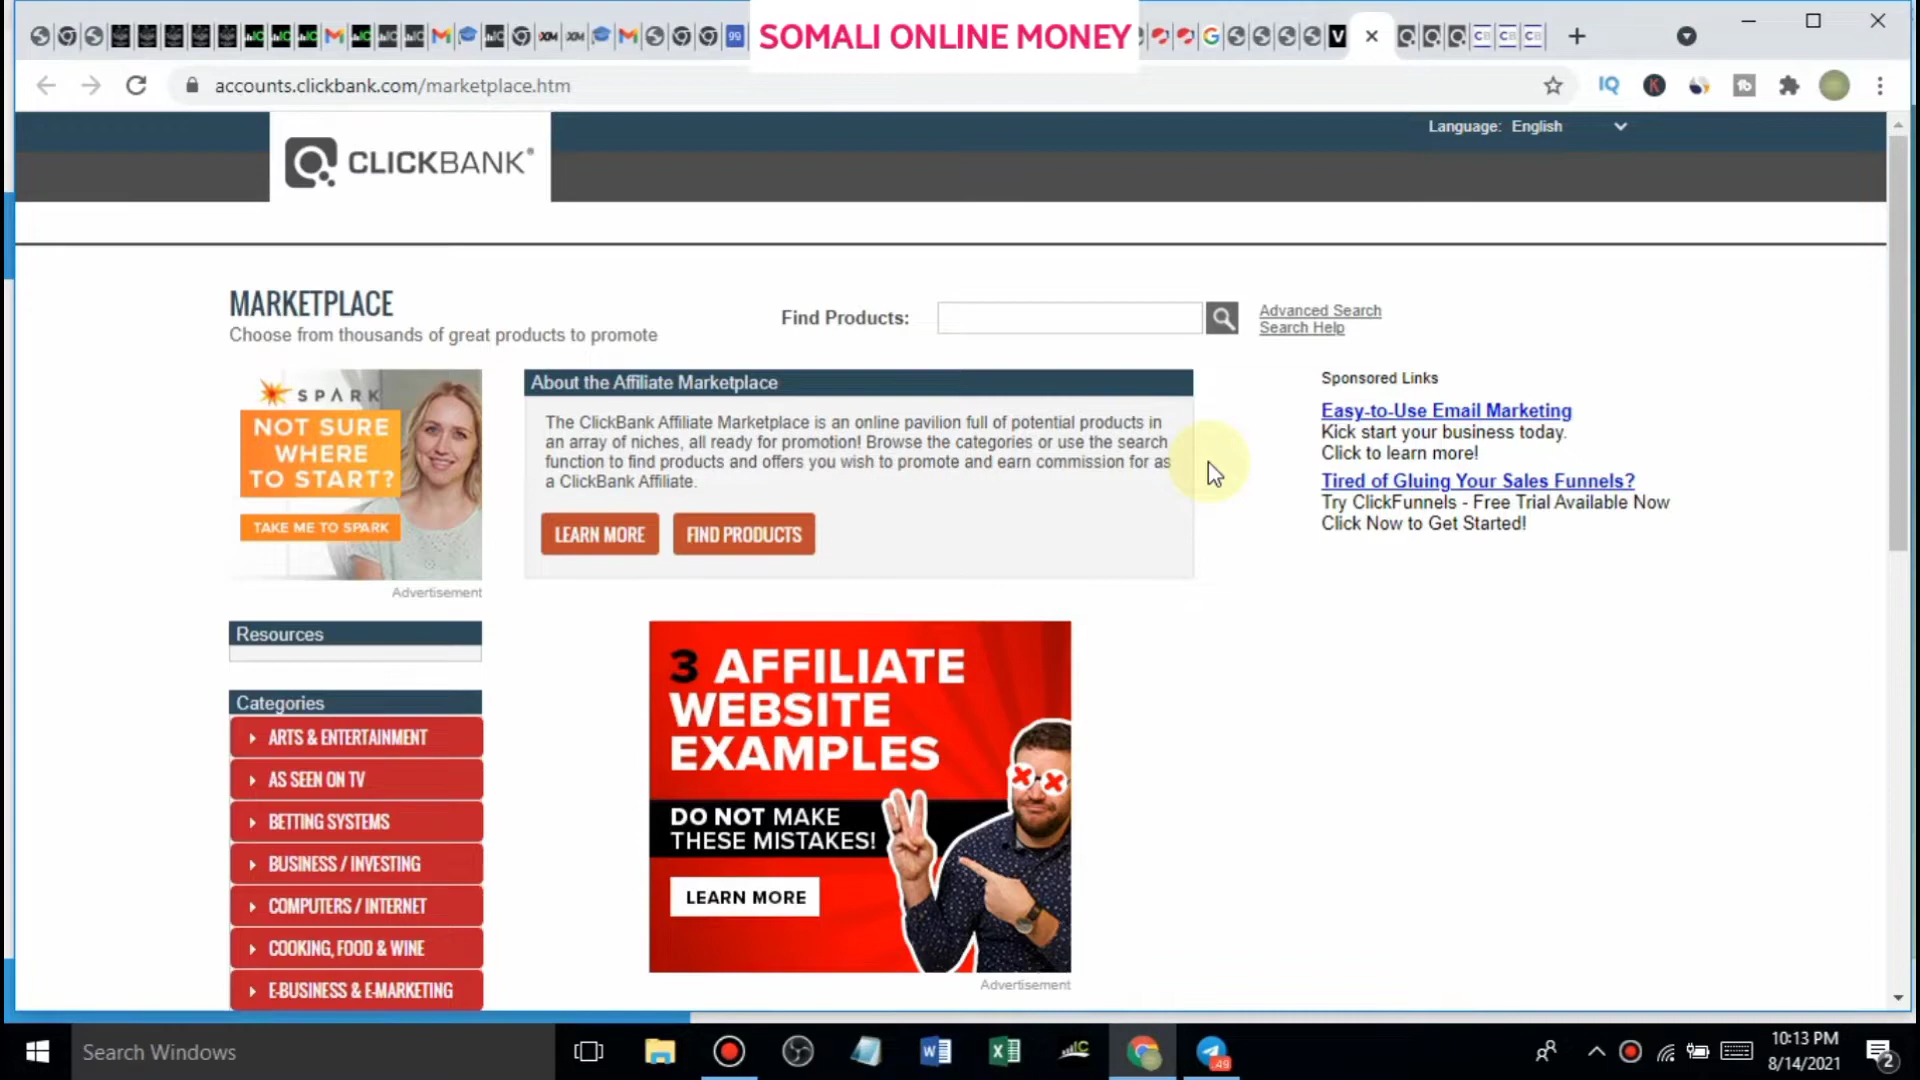 SOMALI ONLINE MONEY
99
V
accounts.clickbank.com/marketplace.htm
IQ
K
tb
Language: English
CLICKBANK®
MARKETPLACE
Choose from thousands of great products to promote
Find Products:
Advanced Search
Search Help
SPARK
NOT SURE
WHERE
TO START?
TAKE ME TO SPARK
Advertisement
About the Affiliate Marketplace
The ClickBank Affiliate Marketplace is an online pavilion full of potential products in
an array of niches, all ready for promotion! Browse the categories or use the search
function to find products and offers you wish to promote and earn commission for as
a ClickBank Affiliate.
LEARN MORE
FIND PRODUCTS
Sponsored Links
Easy-to-Use Email Marketing
Kick start your business today.
Click to learn more!
Tired of Gluing Your Sales Funnels?
Try ClickFunnels - Free Trial Available Now
Click Now to Get Started!
Resources
Categories
ARTS & ENTERTAINMENT
AS SEEN ON TV
BETTING SYSTEMS
BUSINESS / INVESTING
COMPUTERS / INTERNET
COOKING, FOOD & WINE
E-BUSINESS & E-MARKETING
3 AFFILIATE
WEBSITE
EXAMPLES
DO NOT MAKE
THESE MISTAKES!
LEARN MORE
Advertisement
Search Windows
49
10:13 PM
8/14/2021
2